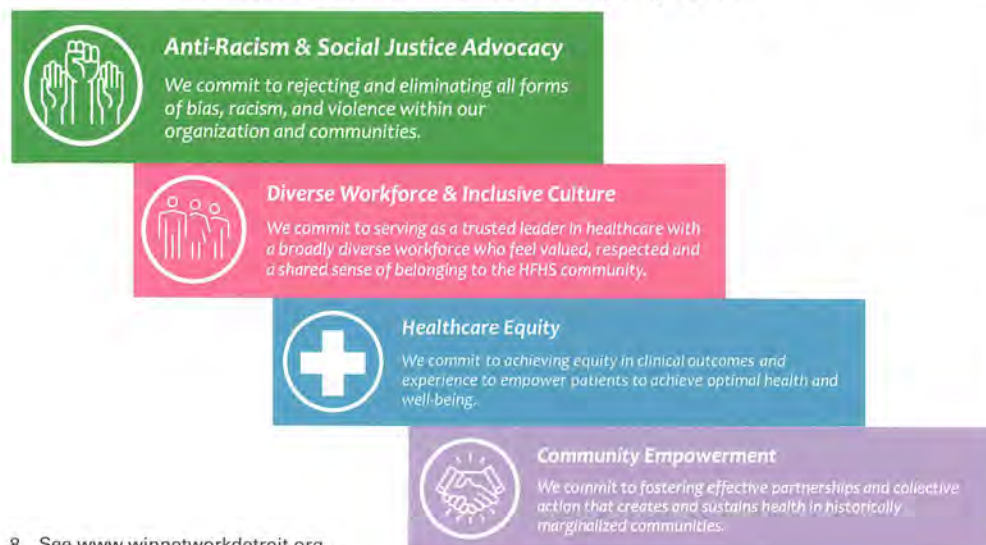 Anti-Racism & Social Justice Advocacy
We commit to rejecting and eliminating all forms
of bias, racism, and violence within our
organization and communities.
Diverse Workforce & Inclusive Culture
We commit to serving as a trusted leader in healthcare with
a broadly diverse workforce who feel valued, respected and
a shared sense of belonging to the HFHS community.
Healthcare Equity
We commit to achieving equity in clinical outcomes and
experience to empower patients to achieve optimal health and
well-being.
Community Empowerment
We commit to fostering effective partnerships and collective
action that creates and sustains health in historically
marginalized communities.
8 See www.winnetworkdetroit.org